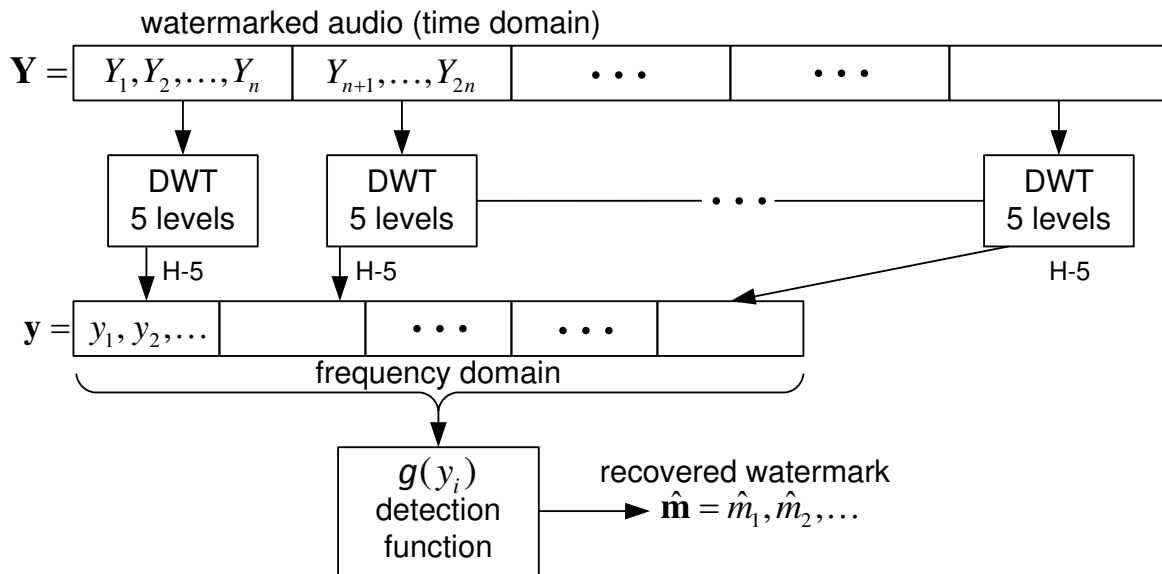 watermarked audio (time domain)
Y = Y₁, Y₂, …, Yₙ Yₙ₊₁, …, Y₂ₙ • • • • • •
DWT 5 levels
DWT 5 levels
• • •
DWT 5 levels
H-5
H-5
H-5
y = y₁, y₂, … • • • • • •
frequency domain
g(yᵢ)
detection
function
recovered watermark
m̂ = m̂₁, m̂₂, …